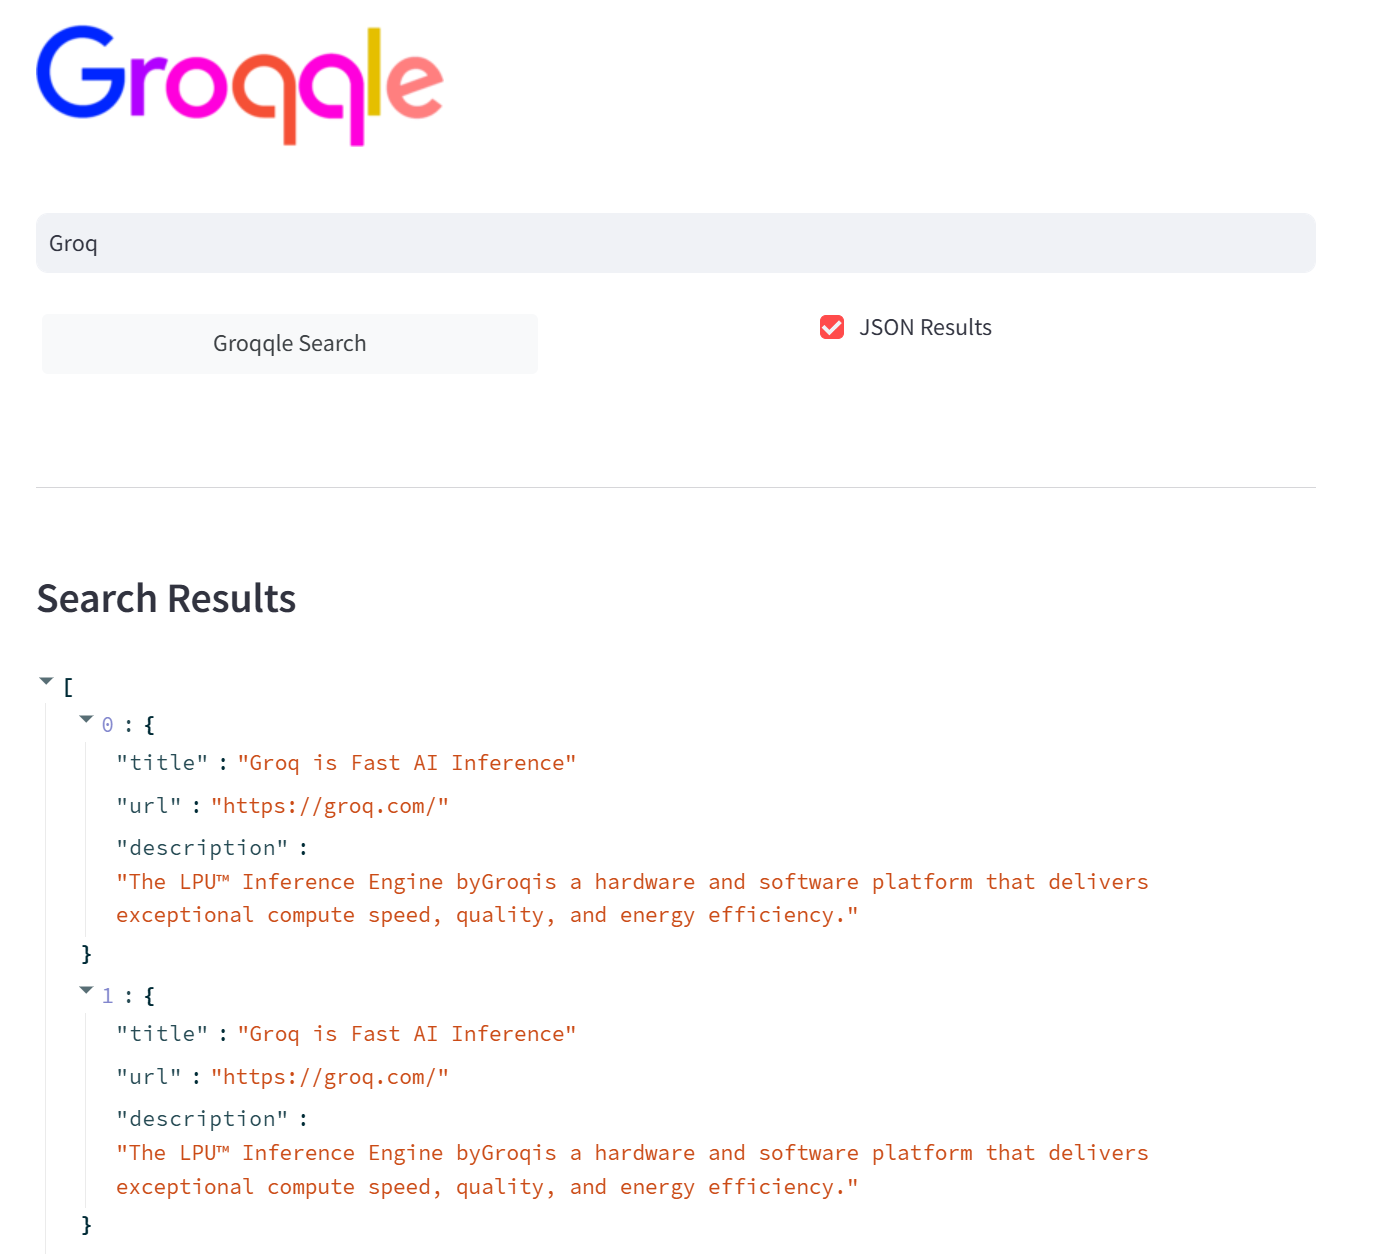 Groqqle
Groq
Groqqle Search
JSON Results
Search Results
[
0 : {
"title" : "Groq is Fast AI Inference"
"url" : "https://groq.com/"
"description" :
"The LPU™ Inference Engine byGroqis a hardware and software platform that delivers
exceptional compute speed, quality, and energy efficiency."
}
1 : {
"title" : "Groq is Fast AI Inference"
"url" : "https://groq.com/"
"description" :
"The LPU™ Inference Engine byGroqis a hardware and software platform that delivers
exceptional compute speed, quality, and energy efficiency."
}